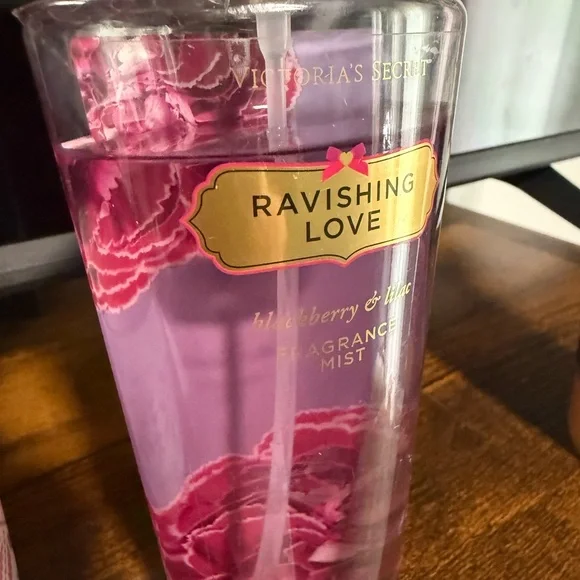 VICTORIA'S SECRET
RAVISHING
LOVE
blackberry & lilac
FRAGRANCE
MIST